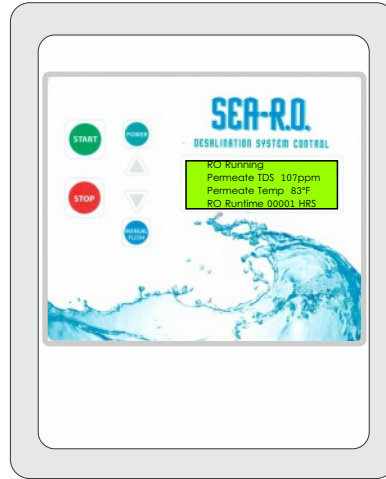 SEA-R.O.
DESALINATION SYSTEM CONTROL
START
POWER
STOP
MANUAL
FLUSH
RO Running
Permeate TDS 107ppm
Permeate Temp 83°F
RO Runtime 00001 HRS